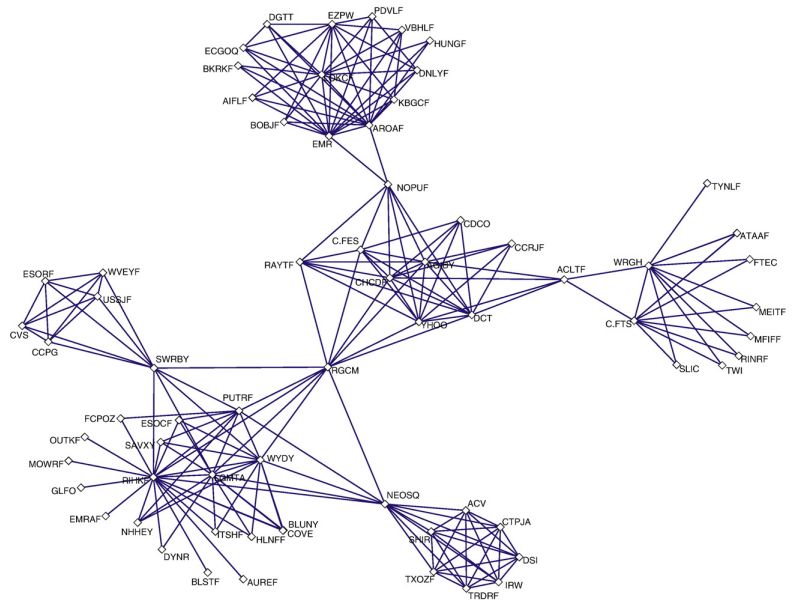 PDVLF
DGTT
EZPW
VBHLF
HUNGF
ECGOQ
BKRKF
DNLYF
AIFLF
KBGCF
BOBJF
AROAF
EMR
NOPUF
TYNLF
CDCO
C.FES
CCRJF
ATAAF
RAYTF
WRGH
FTEC
ACLTF
WVEYF
ESORF
CHCDF
USSJF
MEITF
DCT
C.FTS
YHOO
CVS
MFIFF
CCPG
RINRF
SWRBY
RGCM
SLIC
TWI
PUTRF
FCPOZ
ESOCF
OUTKF
SAVXY
WYDY
MOWRF
RIHKF
GLFO
NEOSQ
ACV
EMRAF
CTPJA
NHHEY
BLUNY
ITSHF
HLNFF
COVE
SHIRF
DYNR
DSI
BLSTF
AUREF
TXOZF
IRW
TRDRF